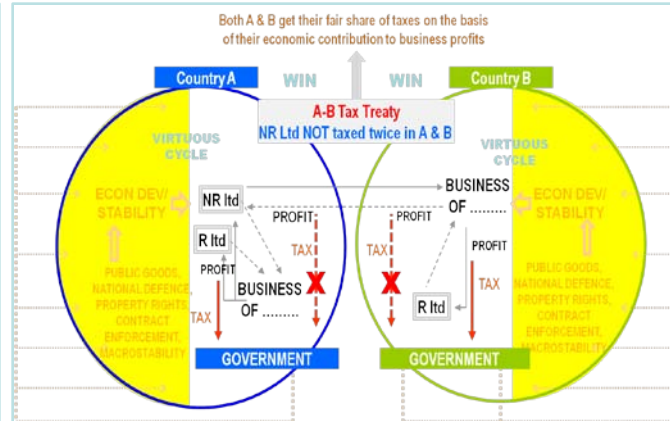 Both A & B get their fair share of taxes on the basis
of their economic contribution to business profits
Country A
WIN
WIN
Country B
A-B Tax Treaty
NR Ltd NOT taxed twice in A & B
VIRTUOUS
CYCLE
VIRTUOUS
CYCLE
ECON DEV/
STABILITY
NR ltd
R ltd
PROFIT
TAX
PROFIT
TAX
BUSINESS
OF ..........
PUBLIC GOODS,
NATIONAL DEFENCE,
PROPERTY RIGHTS,
CONTRACT
ENFORCEMENT,
MACROSTABILITY
GOVERNMENT
BUSINESS
OF .........
PROFIT
TAX
PROFIT
TAX
R ltd
ECON DEV/
STABILITY
PUBLIC GOODS,
NATIONAL DEFENCE,
PROPERTY RIGHTS,
CONTRACT
ENFORCEMENT,
MACROSTABILITY
GOVERNMENT